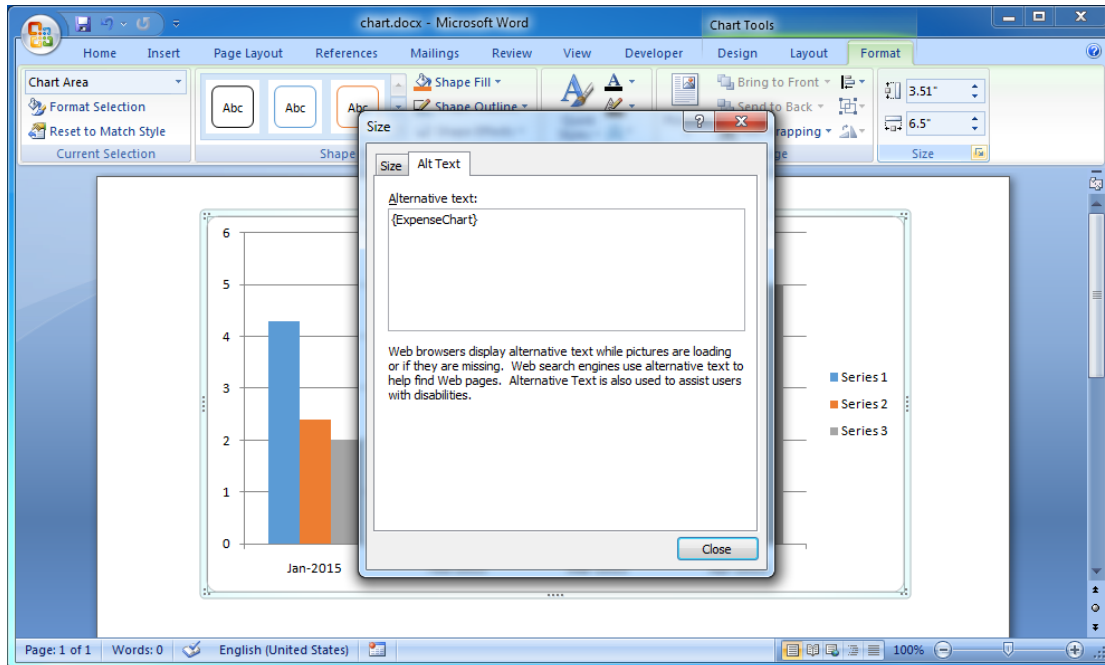 chart.docx - Microsoft Word
Chart Tools
Home Insert Page Layout References Mailings Review View Developer Design Layout Format
Chart Area
Format Selection
Reset to Match Style
Current Selection
Abc Abc Abc
Shape Fill
Shape Outline
Shape
A A
Bring to Front
Send to Back
rapping
ge
3.51"
6.5"
Size
Size
Size Alt Text
Alternative text:
{ExpenseChart}
Web browsers display alternative text while pictures are loading
or if they are missing. Web search engines use alternative text to
help find Web pages. Alternative Text is also used to assist users
with disabilities.
Close
6
5
4
3
2
1
0
Jan-2015
Series 1
Series 2
Series 3
Page: 1 of 1 Words: 0 English (United States) 100%